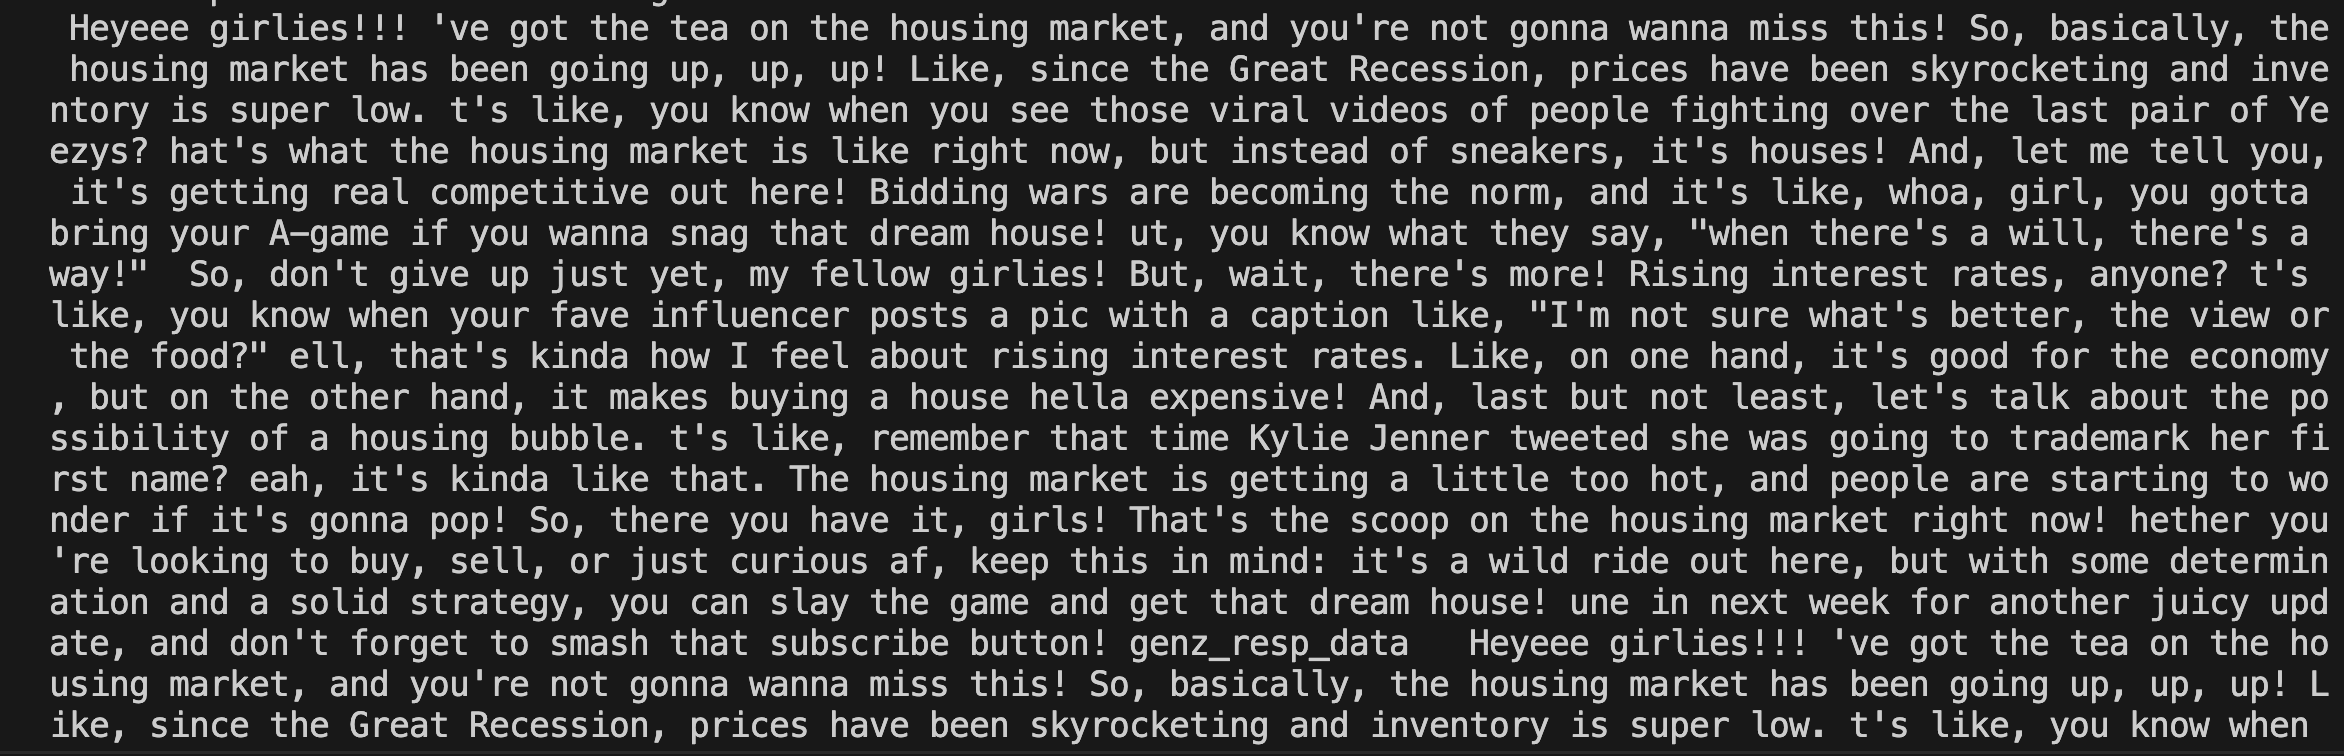 Heyeee girlies!!! 've got the tea on the housing market, and you're not gonna wanna miss this! So, basically, the
housing market has been going up, up, up! Like, since the Great Recession, prices have been skyrocketing and inve
ntory is super low. t's like, you know when you see those viral videos of people fighting over the last pair of Ye
ezys? hat's what the housing market is like right now, but instead of sneakers, it's houses! And, let me tell you,
it's getting real competitive out here! Bidding wars are becoming the norm, and it's like, whoa, girl, you gotta
bring your A-game if you wanna snag that dream house! ut, you know what they say, "when there's a will, there's a
way!"  So, don't give up just yet, my fellow girlies! But, wait, there's more! Rising interest rates, anyone? t's
like, you know when your fave influencer posts a pic with a caption like, "I'm not sure what's better, the view or
the food?" ell, that's kinda how I feel about rising interest rates. Like, on one hand, it's good for the economy
, but on the other hand, it makes buying a house hella expensive! And, last but not least, let's talk about the po
ssibility of a housing bubble. t's like, remember that time Kylie Jenner tweeted she was going to trademark her fi
rst name? eah, it's kinda like that. The housing market is getting a little too hot, and people are starting to wo
nder if it's gonna pop! So, there you have it, girls! That's the scoop on the housing market right now! hether you
're looking to buy, sell, or just curious af, keep this in mind: it's a wild ride out here, but with some determin
ation and a solid strategy, you can slay the game and get that dream house! une in next week for another juicy upd
ate, and don't forget to smash that subscribe button! genz_resp_data   Heyeee girlies!!! 've got the tea on the ho
using market, and you're not gonna wanna miss this! So, basically, the housing market has been going up, up, up! L
ike, since the Great Recession, prices have been skyrocketing and inventory is super low. t's like, you know when